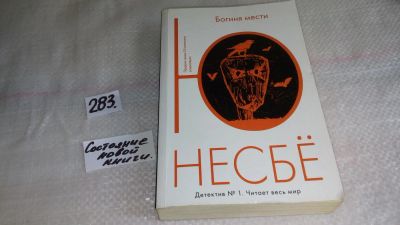 Богиня мести
Ю
НЕСБЁ
Детектив № 1. Читает весь мир
283.
Состояние
новой
книги.